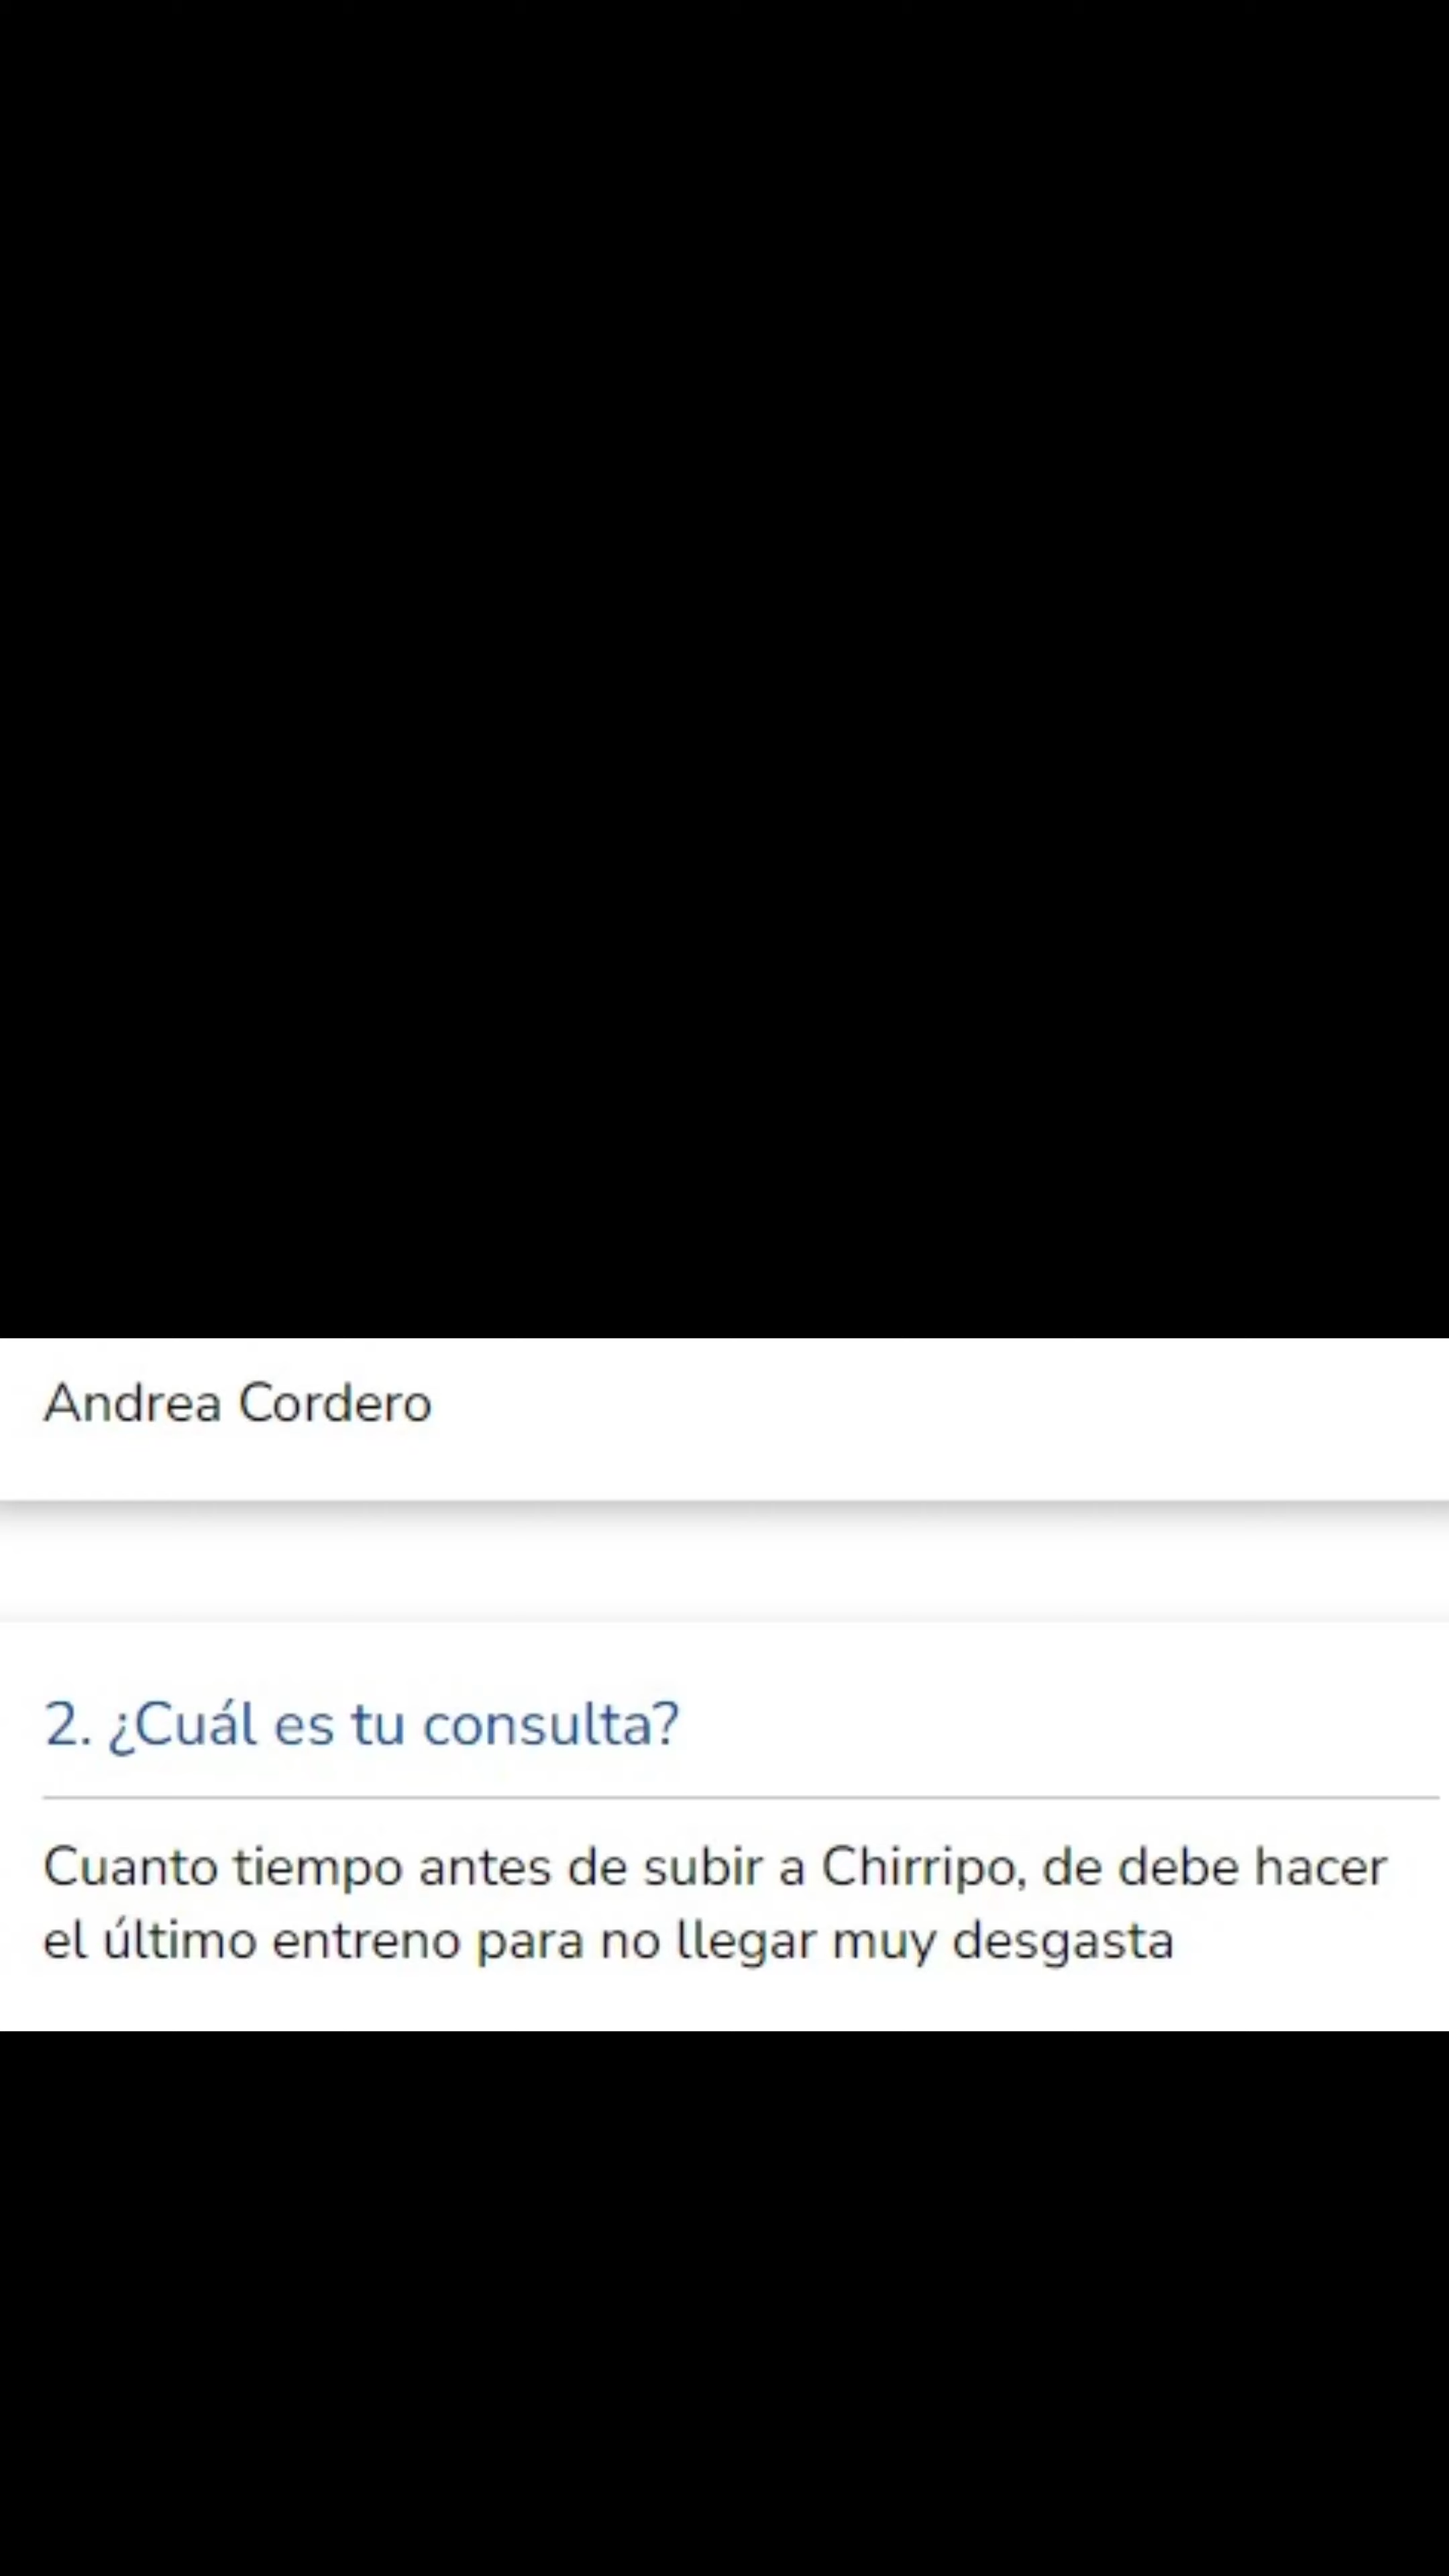 Andrea Cordero
2. ¿Cuál es tu consulta?
Cuanto tiempo antes de subir a Chirripo, de debe hacer
el último entreno para no llegar muy desgasta